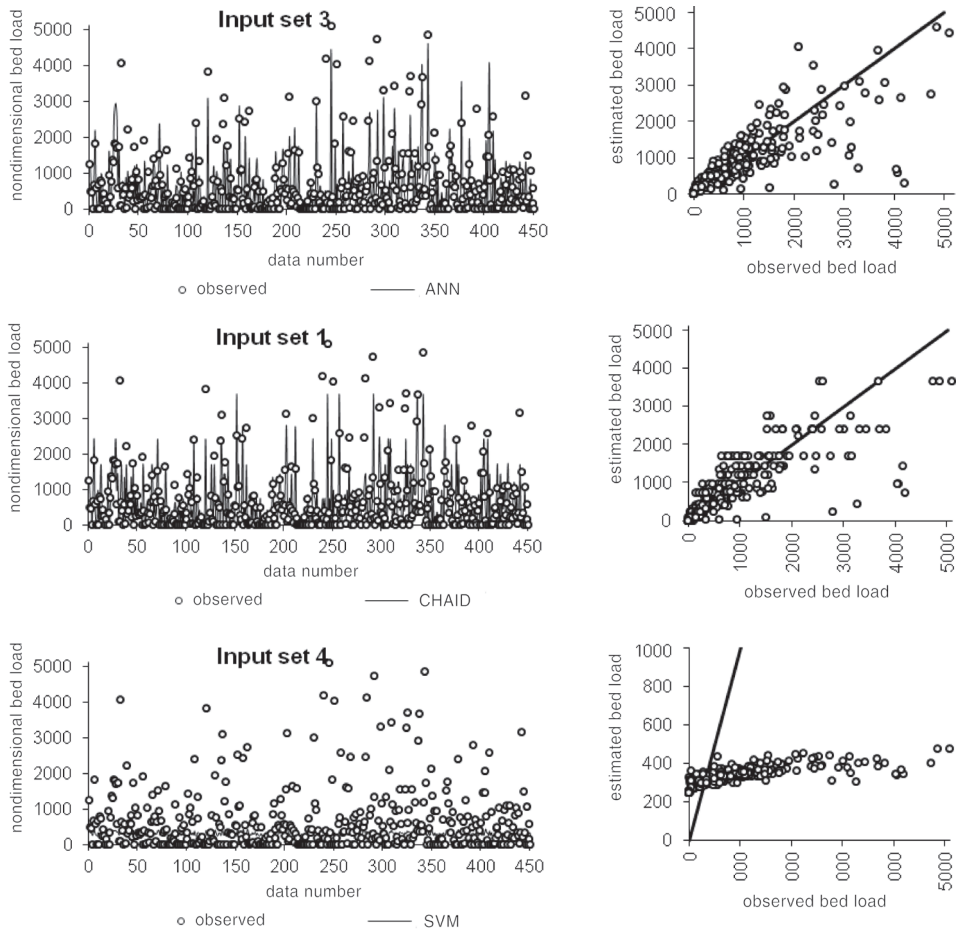 Input set 3
nondimensional bed load
5000
4000
3000
2000
1000
0
0 50 100 150 200 250 300 350 400 450
data number
observed ANN
estimated bed load
5000
4000
3000
2000
1000
0
0 1000 2000 3000 4000 5000
observed bed load
Input set 1
nondimensional bed load
5000
4000
3000
2000
1000
0
0 50 100 150 200 250 300 350 400 450
data number
observed CHAID
estimated bed load
5000
4000
3000
2000
1000
0
0 1000 2000 3000 4000 5000
observed bed load
Input set 4
nondimensional bed load
5000
4000
3000
2000
1000
0
0 50 100 150 200 250 300 350 400 450
data number
observed SVM
estimated bed load
1000
800
600
400
200
0
0 000 000 000 000 5000
observed bed load